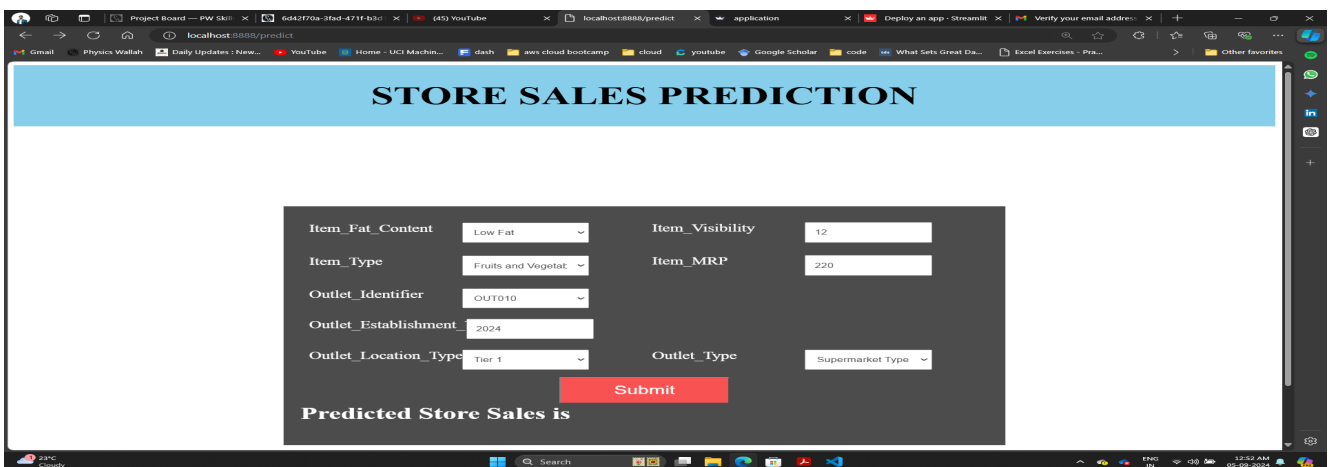 Project Board — PW Skill
6d42f70a-3fad-471f-b3d
(45) YouTube
localhost:8888/predict
application
Deploy an app - Streamlit
Verify your email address
localhost:8888/predict
Gmail Physics Wallah Daily Updates : New... YouTube Home - UCI Machin... dash aws cloud bootcamp cloud youtube Google Scholar code What Sets Great Da... Excel Exercises - Pra... Other favorites
STORE SALES PREDICTION
Item_Fat_Content Low Fat Item_Visibility 12
Item_Type Fruits and Vegetat Item_MRP 220
Outlet_Identifier OUT010
Outlet_Establishment_ 2024
Outlet_Location_Type Tier 1 Outlet_Type Supermarket Type
Submit
Predicted Store Sales is
23°C
Cloudy
Search
ENG
IN
12:52 AM
05-09-2024